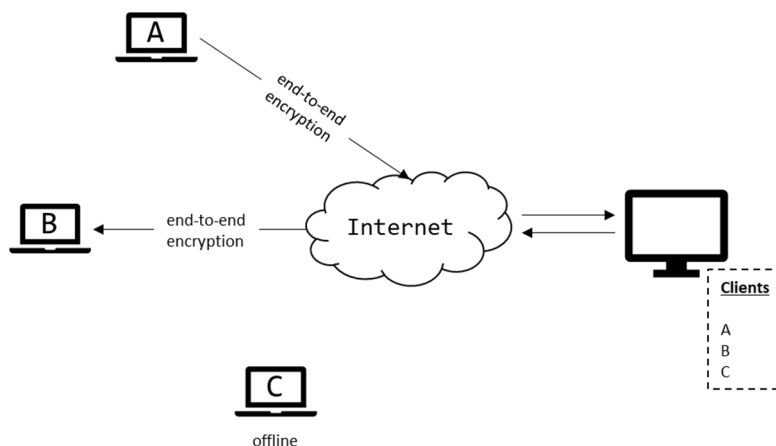 A
end-to-end
encryption
B
end-to-end
encryption
Internet
Clients
A
B
C
C
offline